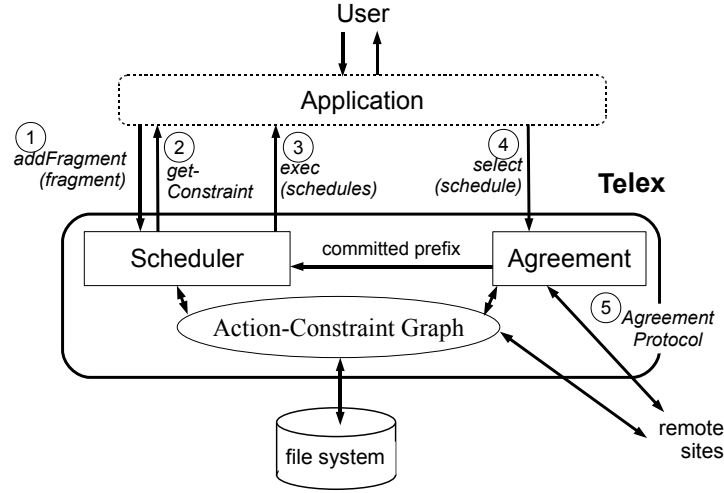 User
Application
1
addFragment
(fragment)
2
get-
Constraint
3
exec
(schedules)
4
select
(schedule)
Telex
Scheduler
committed prefix
Agreement
Action-Constraint Graph
5
Agreement
Protocol
file system
remote
sites